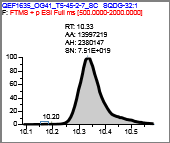 QEF1635_OG41_T5-45-2-7_SC SQDG-32:1
F: FTMS + p ESI Full ms [500.0000-2000.0000]
RT: 10.33
AA: 13997219
AH: 2380147
SN: 7.51E+019
100
80
60
40
20
0
10.20
10.1 10.2 10.3 10.4 10.5